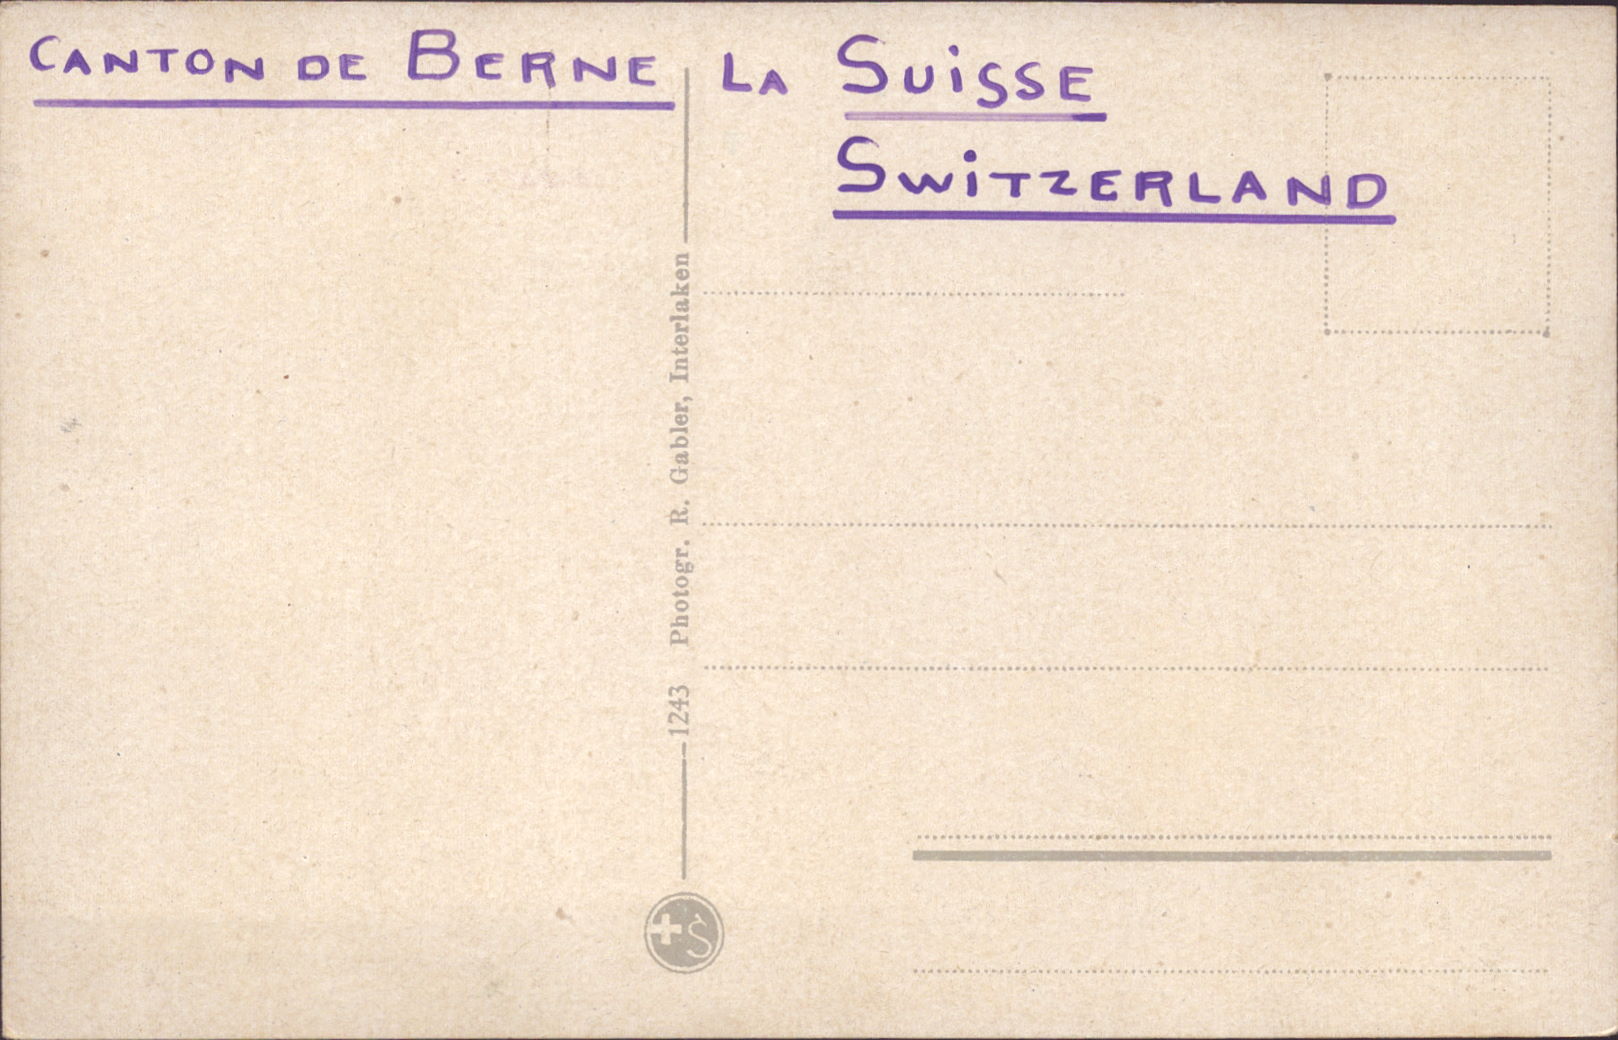 CANTON DE BERNE LA SUISSE
SWITZERLAND
1243 Photogr. R. Gabler, Interlaken
S